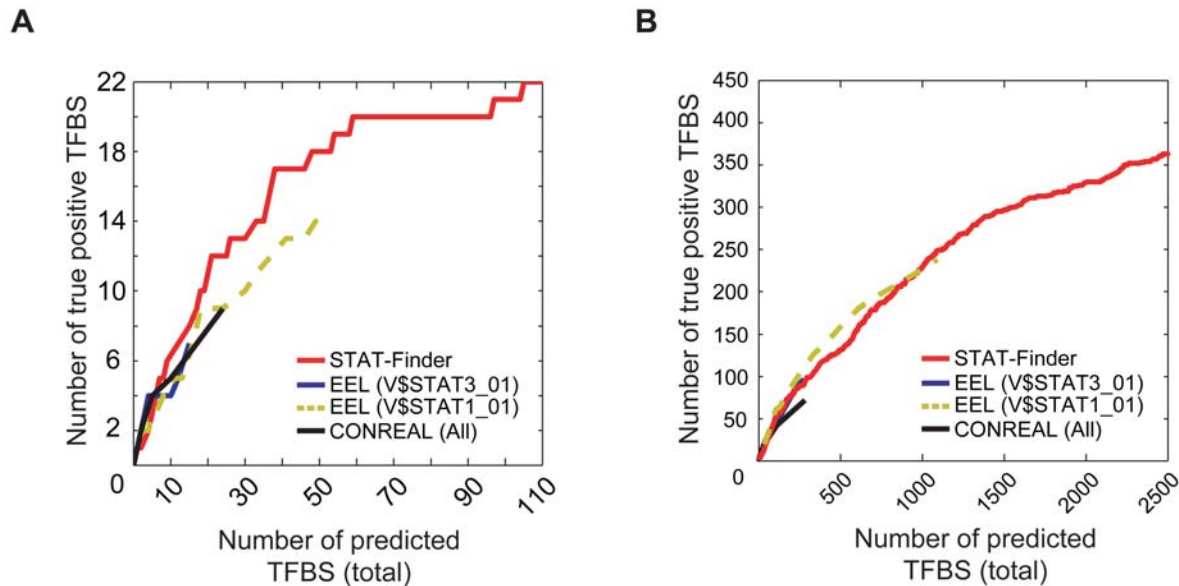 A
Number of true positive TFBS
22
18
14
10
6
2
0
10
30
50
70
90
110
STAT-Finder
EEL (V$STAT3_01)
EEL (V$STAT1_01)
CONREAL (All)
Number of predicted
TFBS (total)
B
Number of true positive TFBS
450
400
350
300
250
200
150
100
50
0
500
1000
1500
2000
2500
STAT-Finder
EEL (V$STAT3_01)
EEL (V$STAT1_01)
CONREAL (All)
Number of predicted
TFBS (total)